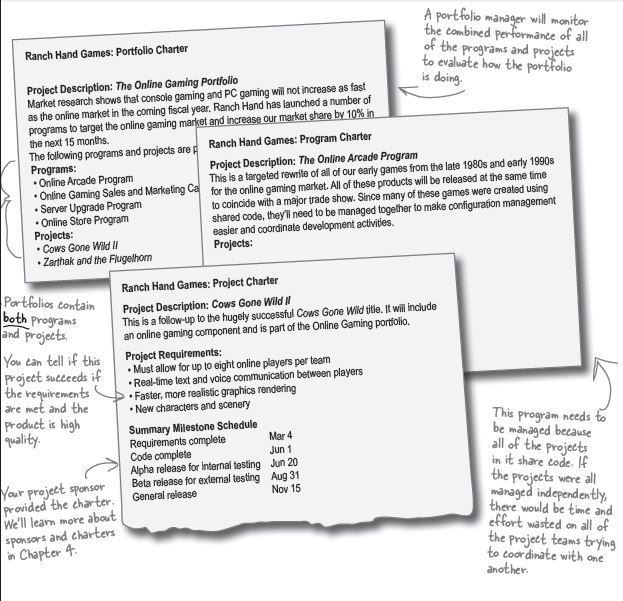 A portfolio manager will monitor
the combined performance of all
of the programs and projects
to evaluate how the portfolio
is doing.
Ranch Hand Games: Portfolio Charter
Project Description: The Online Gaming Portfolio
Market research shows that console gaming and PC gaming will not increase as fast
as the online market in the coming fiscal year. Ranch Hand has launched a number of
programs to target the online gaming market and increase our market share by 10% in
the next 15 months.
The following programs and projects are p
Programs:
• Online Arcade Program
• Online Gaming Sales and Marketing Ca
• Server Upgrade Program
• Online Store Program
Projects:
• Cows Gone Wild II
• Zarthak and the Flugelhorn
Ranch Hand Games: Program Charter
Project Description: The Online Arcade Program
This is a targeted rewrite of all of our early games from the late 1980s and early 1990s
for the online gaming market. All of these products will be released at the same time
to coincide with a major trade show. Since many of these games were created using
shared code, they'll need to be managed together to make configuration management
easier and coordinate development activities.
Projects:
Ranch Hand Games: Project Charter
Project Description: Cows Gone Wild II
This is a follow-up to the hugely successful Cows Gone Wild title. It will include
an online gaming component and is part of the Online Gaming portfolio.
Project Requirements:
• Must allow for up to eight online players per team
• Real-time text and voice communication between players
• Faster, more realistic graphics rendering
• New characters and scenery
Summary Milestone Schedule
Requirements complete Mar 4
Code complete Jun 1
Alpha release for internal testing Jun 20
Beta release for external testing Aug 31
General release Nov 15
Portfolios contain
both programs
and projects.
You can tell if this
project succeeds if
the requirements
are met and the
product is high
quality.
Your project sponsor
provided the charter.
We'll learn more about
sponsors and charters
in Chapter 4.
This program needs to
be managed because
all of the projects
in it share code. If
the projects were all
managed independently,
there would be time and
effort wasted on all of
the project teams trying
to coordinate with one
another.